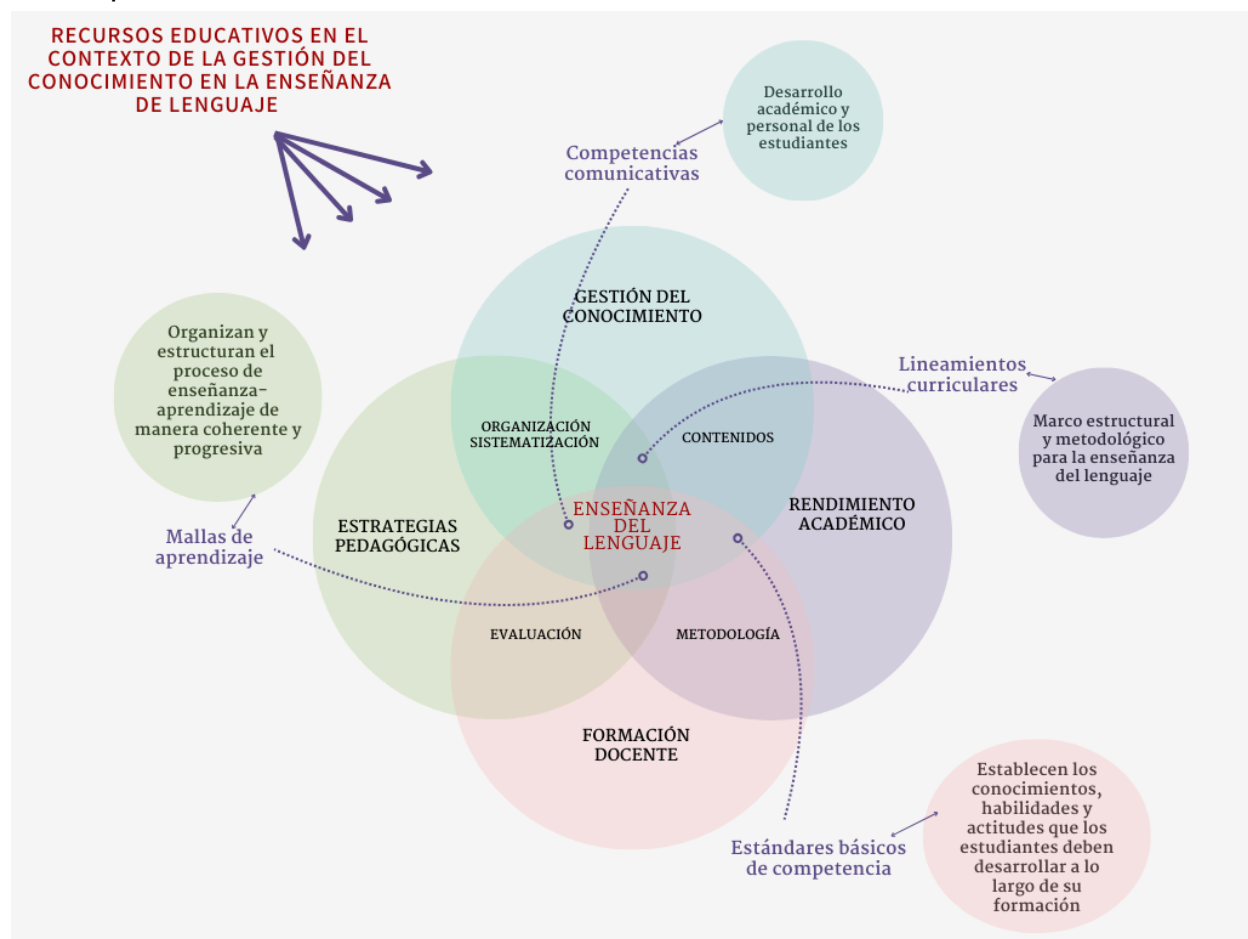 RECURSOS EDUCATIVOS EN EL
CONTEXTO DE LA GESTIÓN DEL
CONOCIMIENTO EN LA ENSEÑANZA
DE LENGUAJE
Desarrollo
académico y
personal de los
estudiantes
Competencias
comunicativas
GESTIÓN DEL
CONOCIMIENTO
Organizan y
estructuran el
proceso de
enseñanza-
aprendizaje de
manera coherente y
progresiva
Lineamientos
curriculares
Marco estructural
y metodológico
para la enseñanza
del lenguaje
ORGANIZACIÓN
SISTEMATIZACIÓN
CONTENIDOS
ESTRATEGIAS
PEDAGÓGICAS
ENSEÑANZA
DEL
LENGUAJE
RENDIMIENTO
ACADÉMICO
Mallas de
aprendizaje
EVALUACIÓN
METODOLOGÍA
FORMACIÓN
DOCENTE
Estándares básicos
de competencia
Establecen los
conocimientos,
habilidades y
actitudes que los
estudiantes deben
desarrollar a lo
largo de su
formación